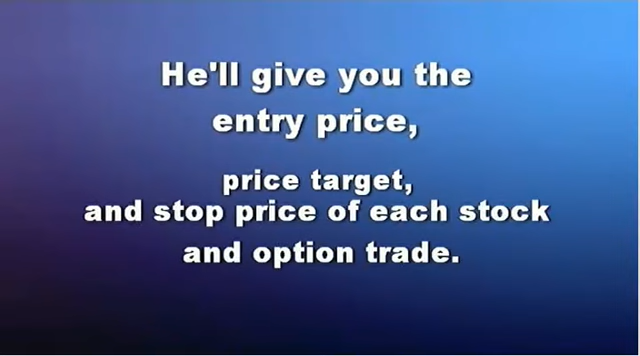 He'll give you the
entry price,
price target,
and stop price of each stock
and option trade.